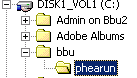 DISK1_VOL1 (C:)
Admin on Bbu2
Adobe Albums
bbu
phearun